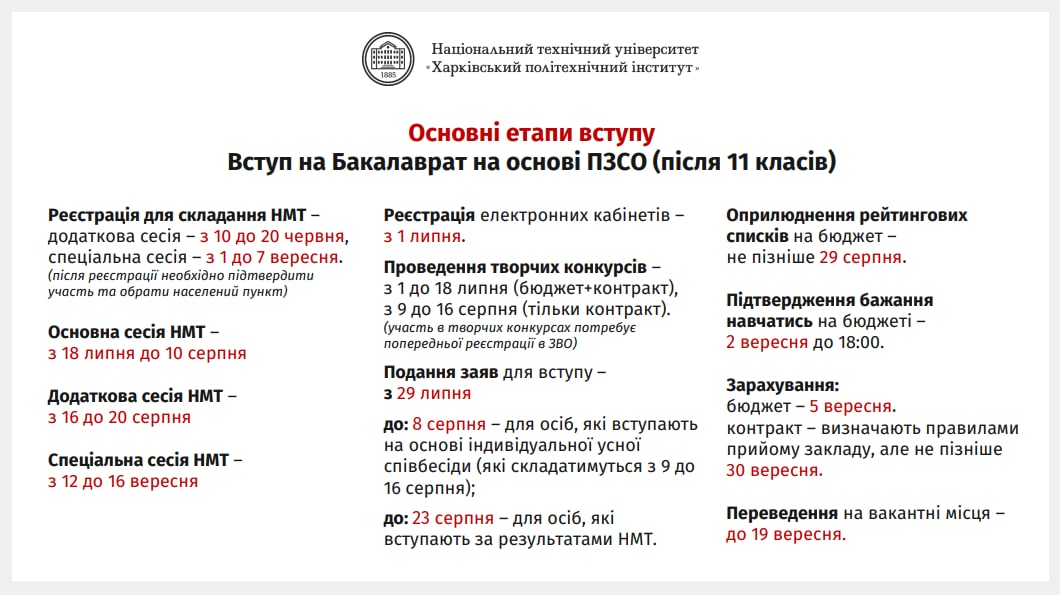 1885
Національний технічний університет
«Харківський політехнічний інститут»
Основні етапи вступу
Вступ на Бакалаврат на основі ПЗСО (після 11 класів)
Реєстрація для складання НМТ –
додаткова сесія – з 10 до 20 червня,
спеціальна сесія – з 1 до 7 вересня.
(після реєстрації необхідно підтвердити
участь та обрати населений пункт)
Основна сесія НМТ –
з 18 липня до 10 серпня
Додаткова сесія НМТ –
з 16 до 20 серпня
Спеціальна сесія НМТ –
з 12 до 16 вересня
Реєстрація електронних кабінетів –
з 1 липня.
Проведення творчих конкурсів –
з 1 до 18 липня (бюджет+контракт),
з 9 до 16 серпня (тільки контракт).
(участь в творчих конкурсах потребує
попередньої реєстрації в ЗВО)
Подання заяв для вступу –
з 29 липня
до: 8 серпня – для осіб, які вступають
на основі індивідуальної усної
співбесіди (які складатимуться з 9 до
16 серпня);
до: 23 серпня – для осіб, які
вступають за результатами НМТ.
Оприлюднення рейтингових
списків на бюджет –
не пізніше 29 серпня.
Підтвердження бажання
навчатись на бюджеті –
2 вересня до 18:00.
Зарахування:
бюджет – 5 вересня.
контракт – визначають правилами
прийому закладу, але не пізніше
30 вересня.
Переведення на вакантні місця –
до 19 вересня.